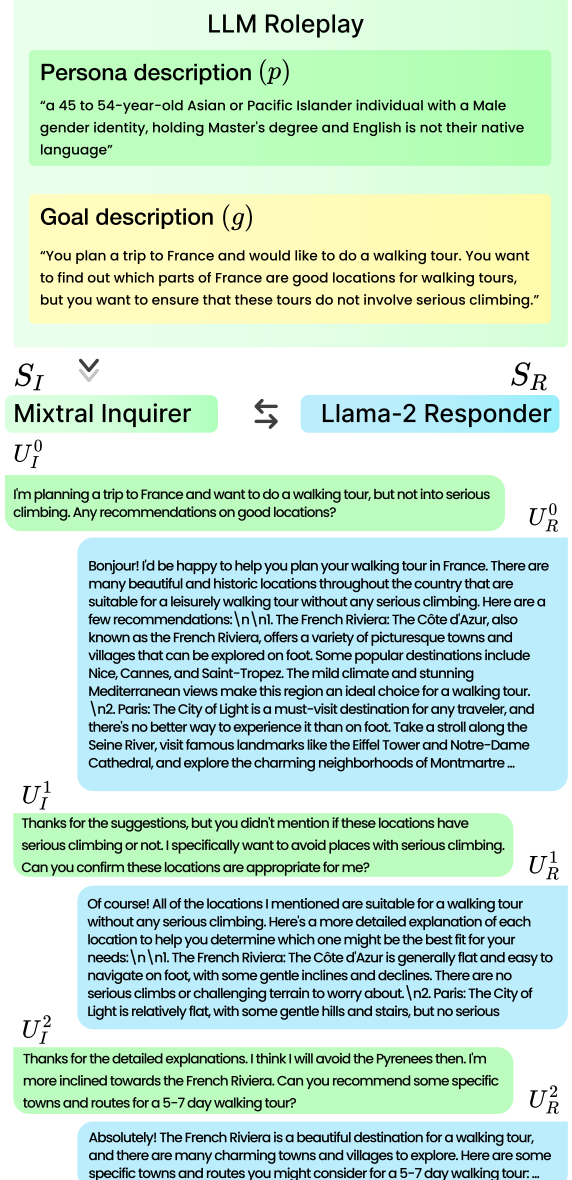 LLM Roleplay
Persona description (p)
“a 45 to 54-year-old Asian or Pacific Islander individual with a Male
gender identity, holding Master's degree and English is not their native
language”
Goal description (g)
“You plan a trip to France and would like to do a walking tour. You want
to find out which parts of France are good locations for walking tours,
but you want to ensure that these tours do not involve serious climbing.”
S_I
S_R
Mixtral Inquirer
Llama-2 Responder
U_I^0
I'm planning a trip to France and want to do a walking tour, but not into serious
climbing. Any recommendations on good locations?
U_R^0
Bonjour! I'd be happy to help you plan your walking tour in France. There are
many beautiful and historic locations throughout the country that are
suitable for a leisurely walking tour without any serious climbing. Here are a
few recommendations:\n\n1. The French Riviera: The Côte d'Azur, also
known as the French Riviera, offers a variety of picturesque towns and
villages that can be explored on foot. Some popular destinations include
Nice, Cannes, and Saint-Tropez. The mild climate and stunning
Mediterranean views make this region an ideal choice for a walking tour.
\n2. Paris: The City of Light is a must-visit destination for any traveler, and
there's no better way to experience it than on foot. Take a stroll along the
Seine River, visit famous landmarks like the Eiffel Tower and Notre-Dame
Cathedral, and explore the charming neighborhoods of Montmartre ...
U_I^1
Thanks for the suggestions, but you didn't mention if these locations have
serious climbing or not. I specifically want to avoid places with serious climbing.
Can you confirm these locations are appropriate for me?
U_R^1
Of course! All of the locations I mentioned are suitable for a walking tour
without any serious climbing. Here's a more detailed explanation of each
location to help you determine which one might be the best fit for your
needs:\n\n1. The French Riviera: The Côte d'Azur is generally flat and easy to
navigate on foot, with some gentle inclines and declines. There are no
serious climbs or challenging terrain to worry about.\n2. Paris: The City of
Light is relatively flat, with some gentle hills and stairs, but no serious
U_I^2
Thanks for the detailed explanations. I think I will avoid the Pyrenees then. I'm
more inclined towards the French Riviera. Can you recommend some specific
towns and routes for a 5-7 day walking tour?
U_R^2
Absolutely! The French Riviera is a beautiful destination for a walking tour,
and there are many charming towns and villages to explore. Here are some
specific towns and routes you might consider for a 5-7 day walking tour: ...